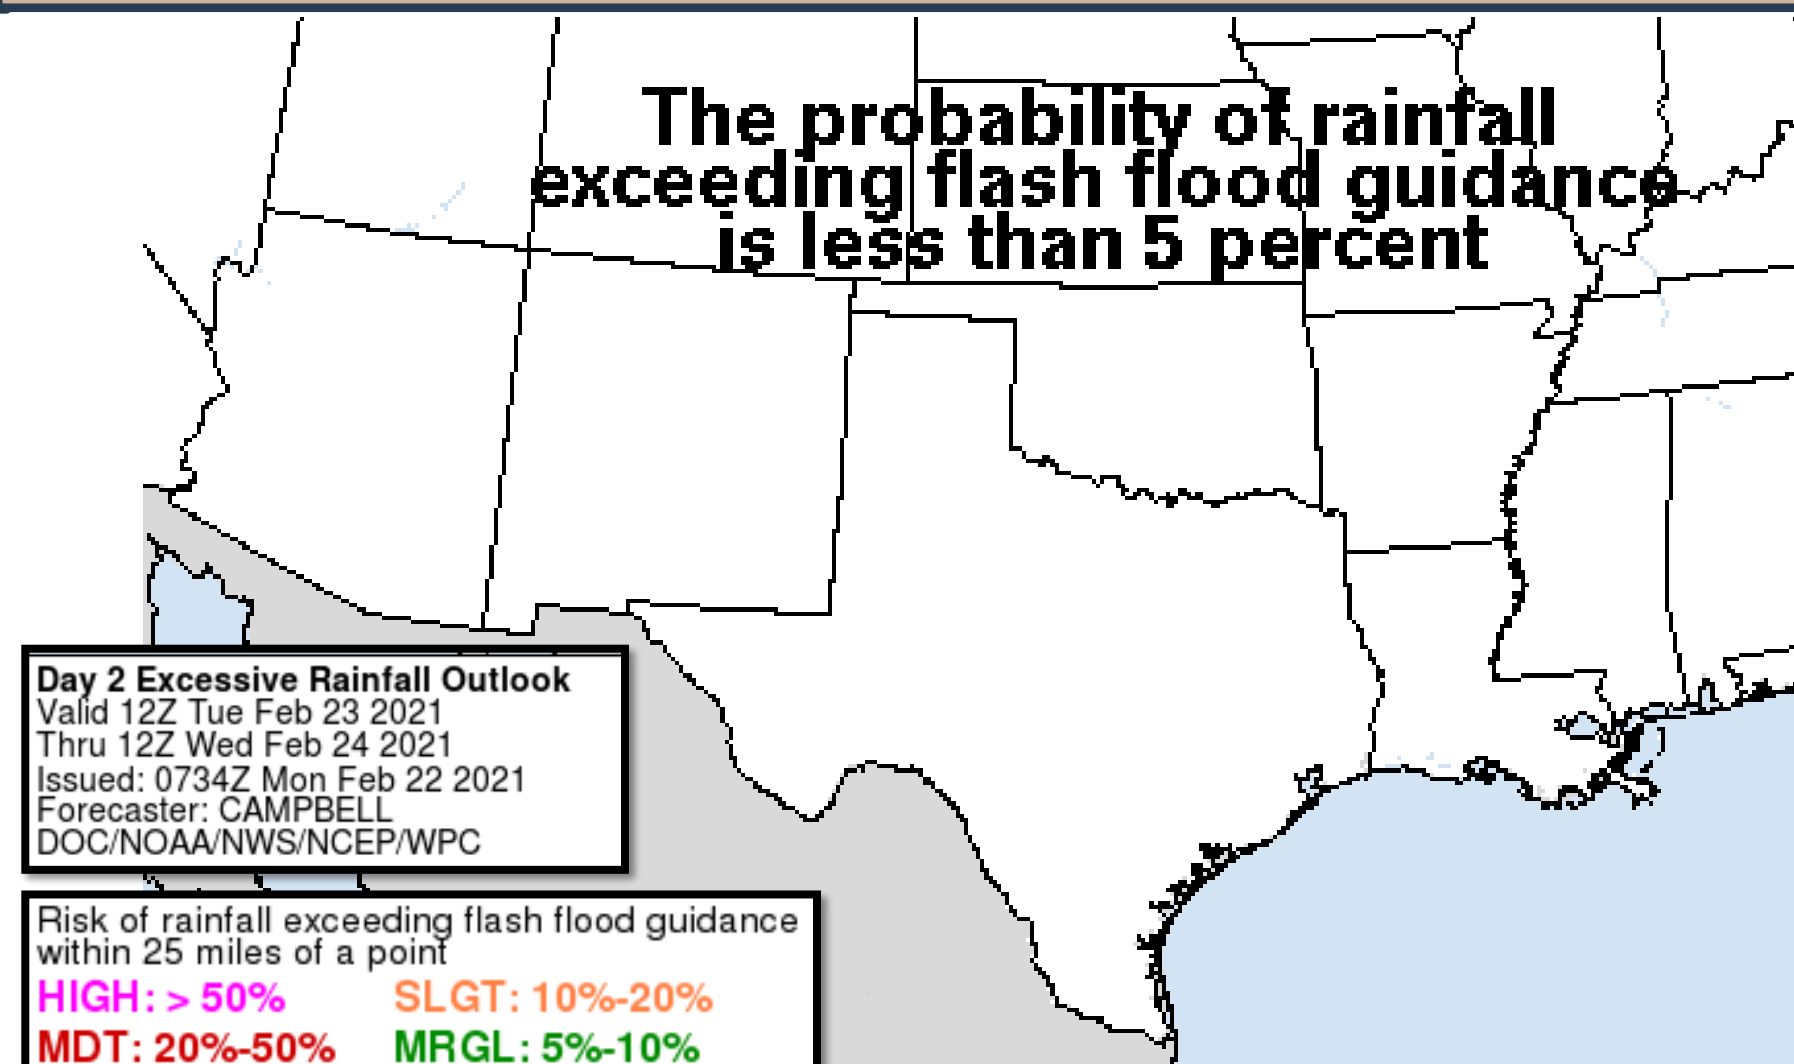 The probability of rainfall
exceeding flash flood guidance
is less than 5 percent
Day 2 Excessive Rainfall Outlook
Valid 12Z Tue Feb 23 2021
Thru 12Z Wed Feb 24 2021
Issued: 0734Z Mon Feb 22 2021
Forecaster: CAMPBELL
DOC/NOAA/NWS/NCEP/WPC
Risk of rainfall exceeding flash flood guidance
within 25 miles of a point
HIGH: > 50% SLGT: 10%-20%
MDT: 20%-50% MRGL: 5%-10%